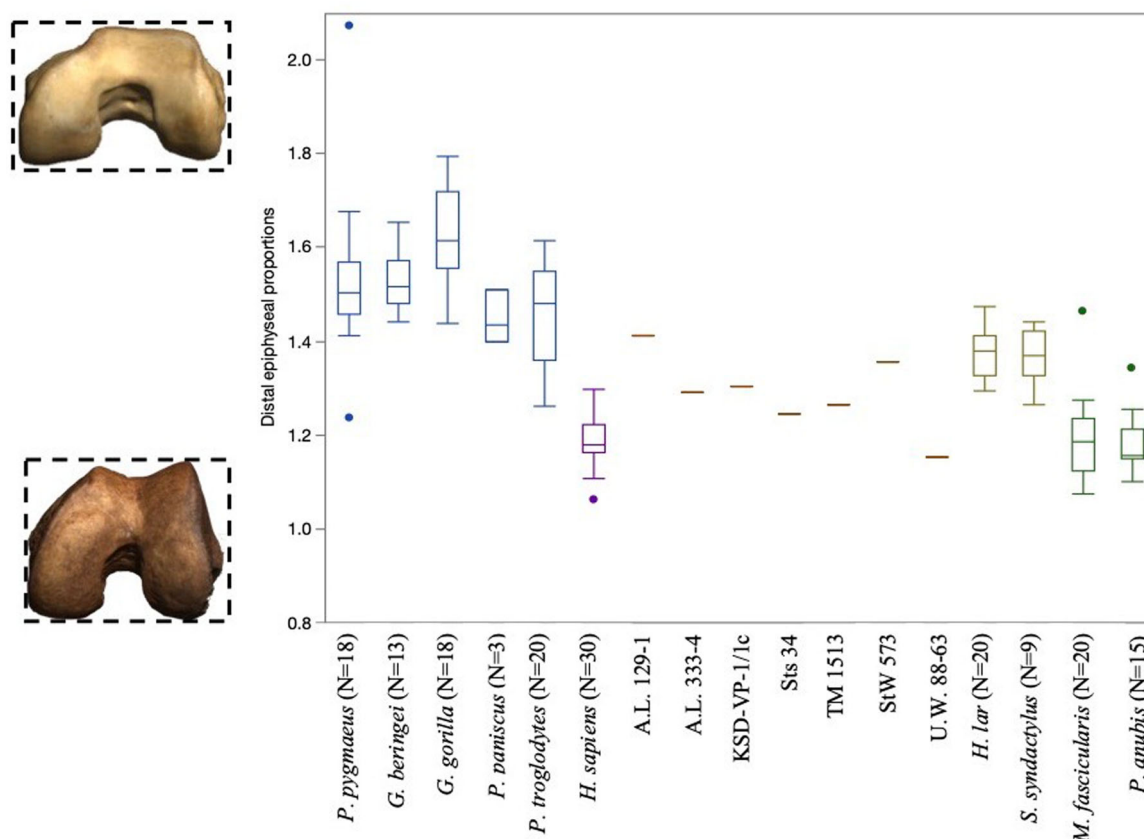 Distal epiphyseal proportions
2.0
1.8
1.6
1.4
1.2
1.0
0.8
P. pygmaeus (N=18)
G. beringei (N=13)
G. gorilla (N=18)
P. paniscus (N=3)
P. troglodytes (N=20)
H. sapiens (N=30)
A.L. 129-1
A.L. 333-4
KSD-VP-1/1c
Sts 34
TM 1513
StW 573
U.W. 88-63
H. lar (N=20)
S. syndactylus (N=9)
M. fascicularis (N=20)
P. anubis (N=15)